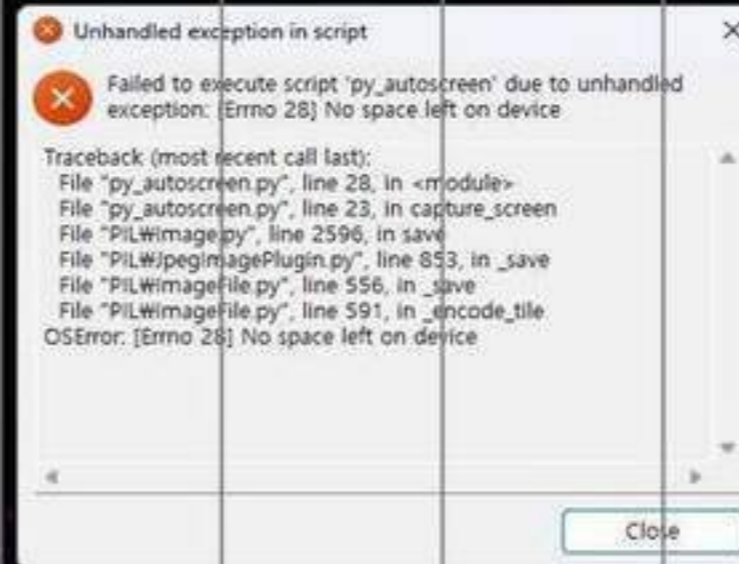 Unhandled exception in script
Failed to execute script 'py_autoscreen' due to unhandled
exception: [Errno 28] No space left on device
Traceback (most recent call last):
File "py_autoscreen.py", line 28, in <module>
File "py_autoscreen.py", line 23, in capture_screen
File "PIL₩Image.py", line 2596, in save
File "PIL₩JpegImagePlugin.py", line 853, in _save
File "PIL₩ImageFile.py", line 556, in _save
File "PIL₩ImageFile.py", line 591, in _encode_tile
OSError: [Errno 28] No space left on device
Close